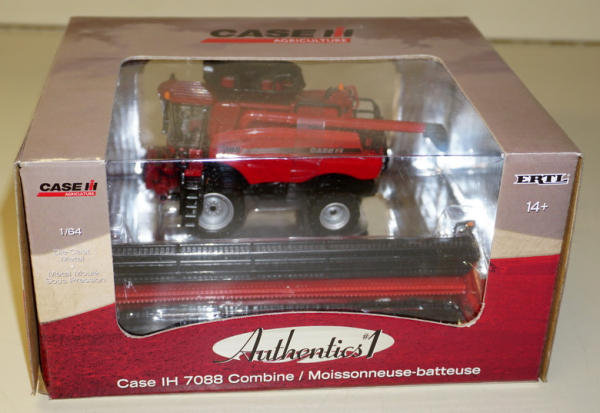 CASE IH
AGRICULTURE
CASE IH
CASE IH
AGRICULTURE
ERTL
14+
1/64
Die-Cast
Metal
Metal Moulé
Sous Pression
Authentics #1
Case IH 7088 Combine / Moissonneuse-batteuse